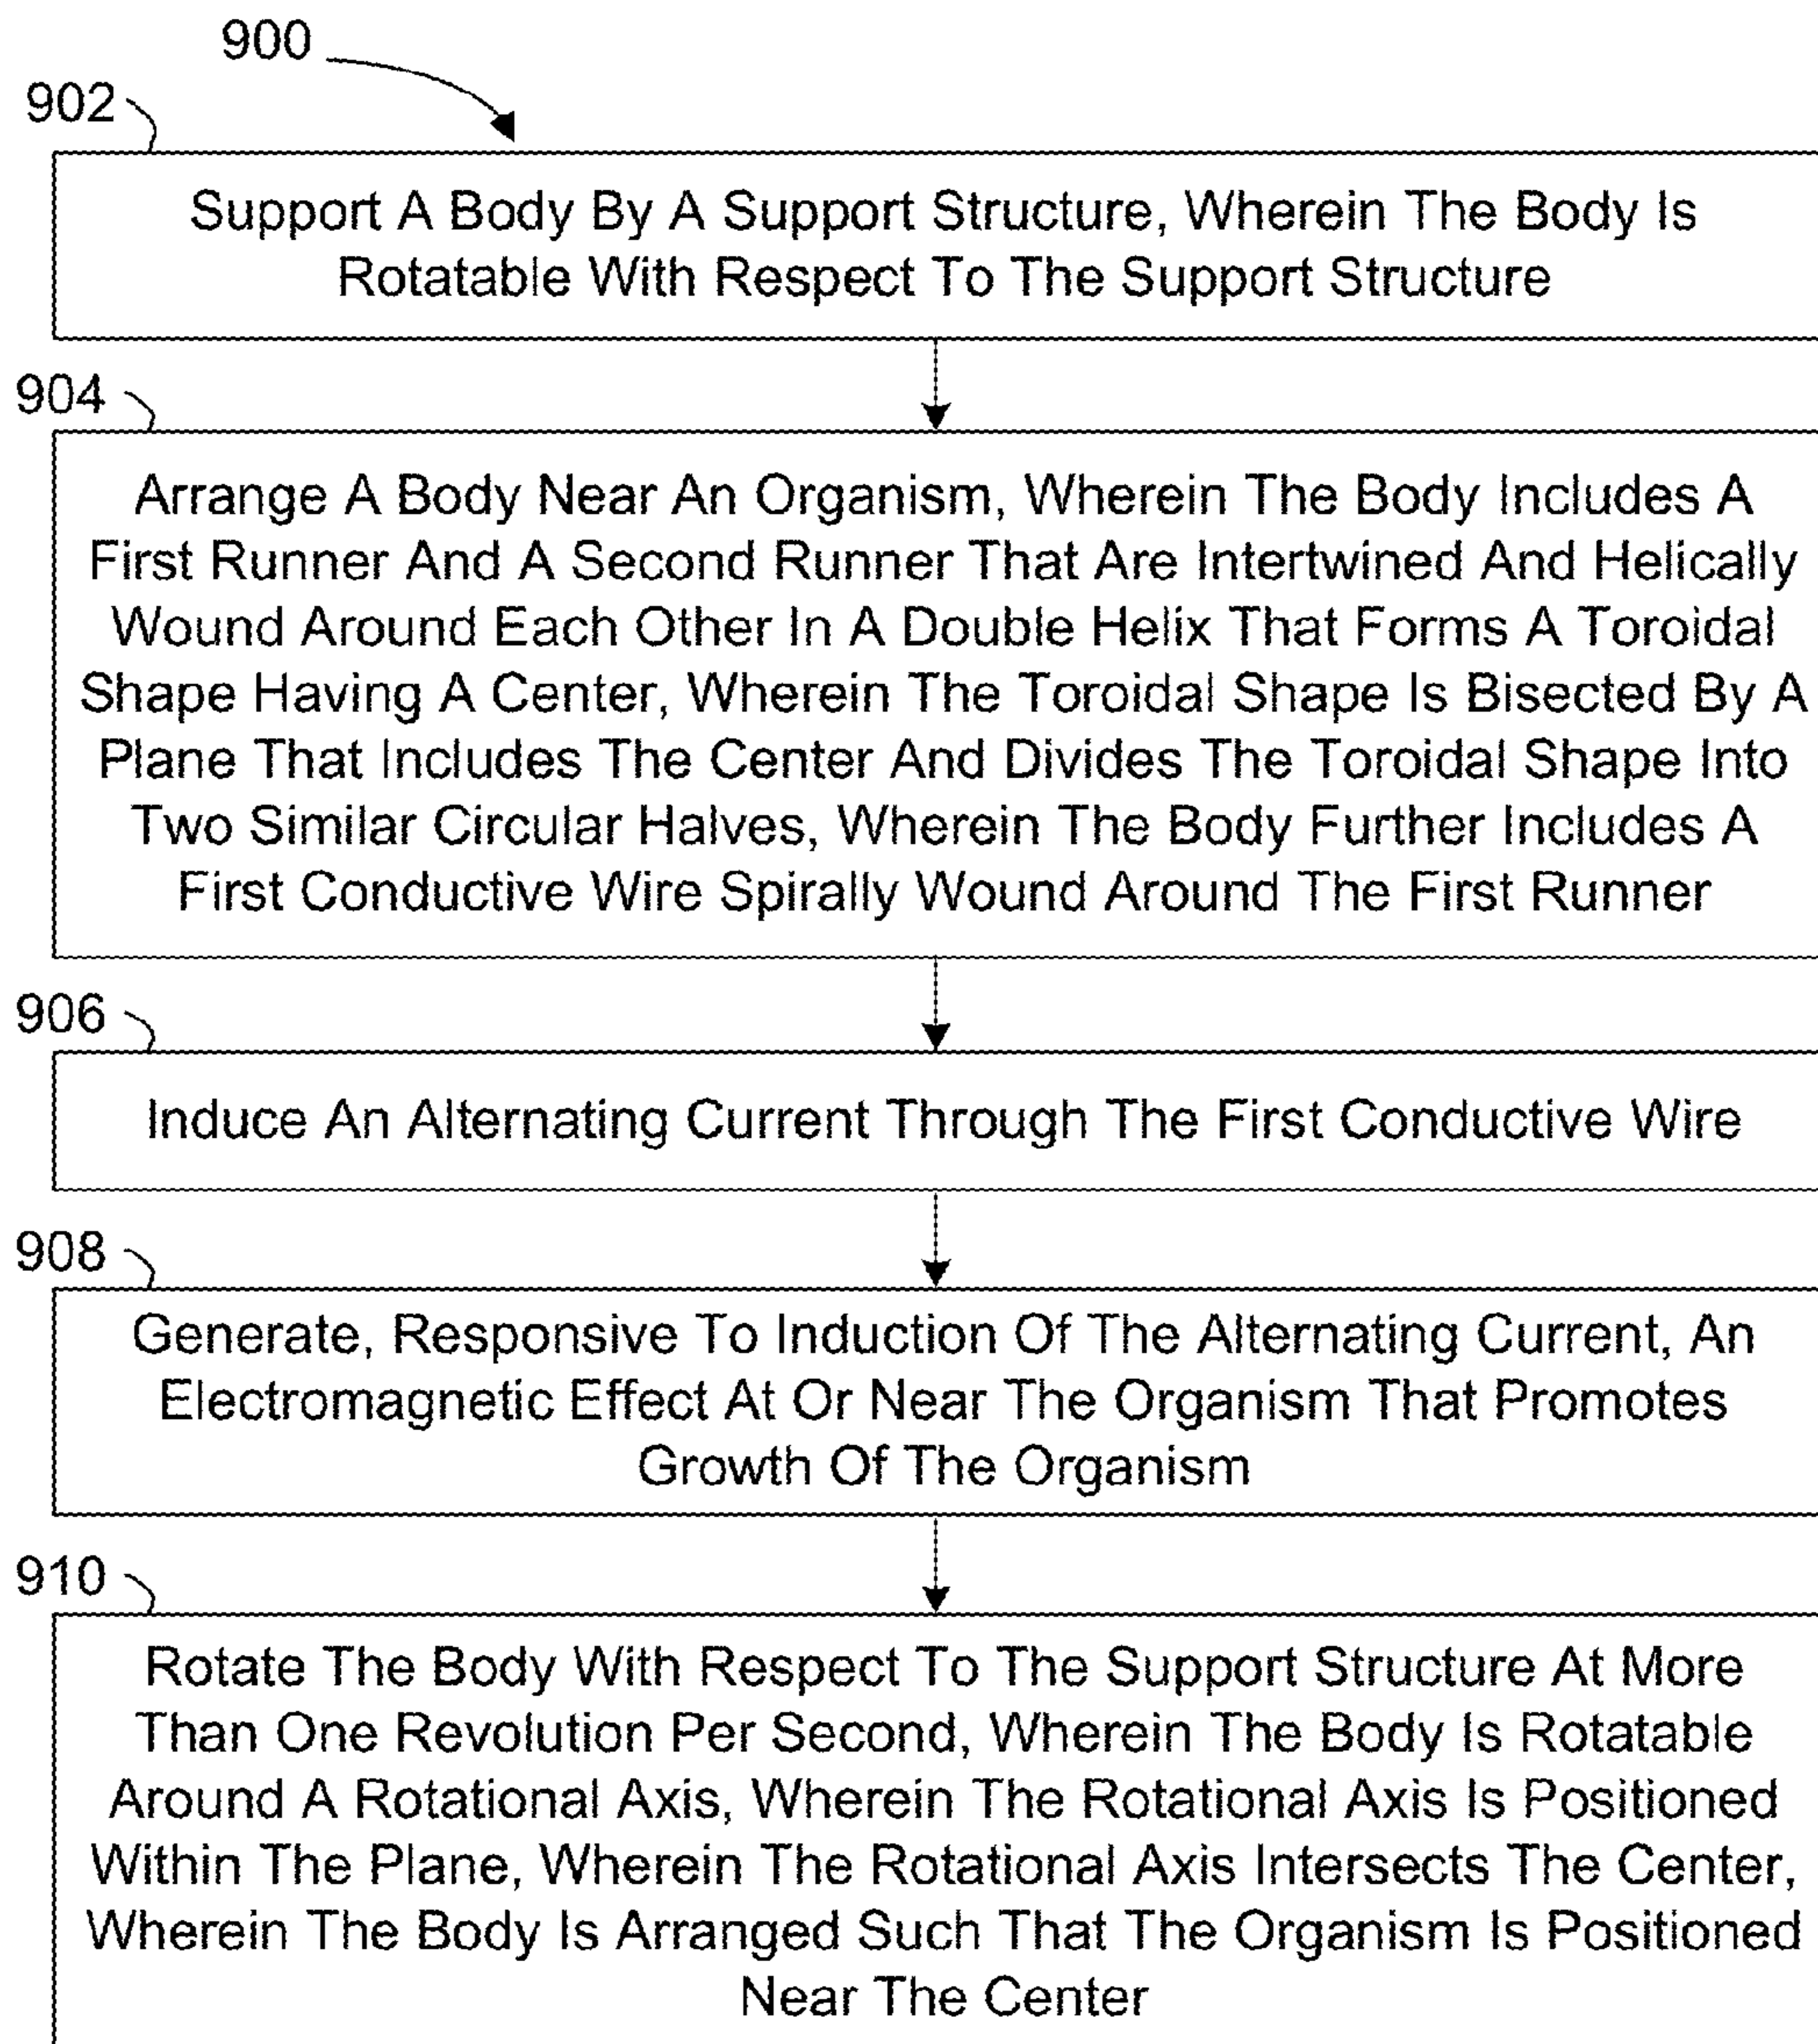 900
902
Support A Body By A Support Structure, Wherein The Body Is
Rotatable With Respect To The Support Structure
904
Arrange A Body Near An Organism, Wherein The Body Includes A
First Runner And A Second Runner That Are Intertwined And Helically
Wound Around Each Other In A Double Helix That Forms A Toroidal
Shape Having A Center, Wherein The Toroidal Shape Is Bisected By A
Plane That Includes The Center And Divides The Toroidal Shape Into
Two Similar Circular Halves, Wherein The Body Further Includes A
First Conductive Wire Spirally Wound Around The First Runner
906
Induce An Alternating Current Through The First Conductive Wire
908
Generate, Responsive To Induction Of The Alternating Current, An
Electromagnetic Effect At Or Near The Organism That Promotes
Growth Of The Organism
910
Rotate The Body With Respect To The Support Structure At More
Than One Revolution Per Second, Wherein The Body Is Rotatable
Around A Rotational Axis, Wherein The Rotational Axis Is Positioned
Within The Plane, Wherein The Rotational Axis Intersects The Center,
Wherein The Body Is Arranged Such That The Organism Is Positioned
Near The Center